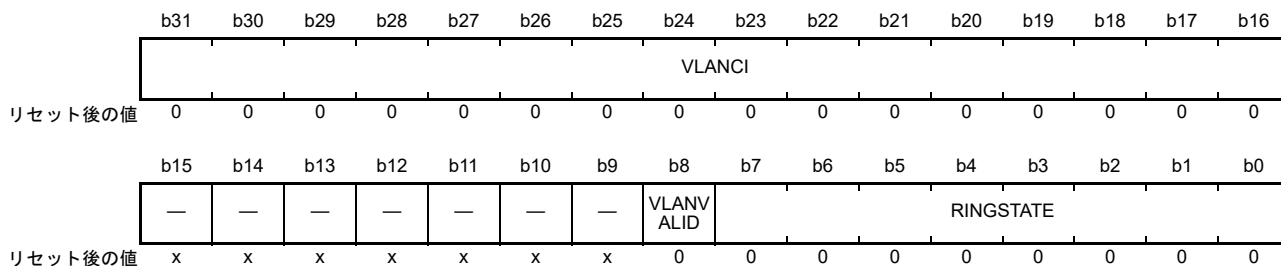 b31 b30 b29 b28 b27 b26 b25 b24 b23 b22 b21 b20 b19 b18 b17 b16
VLANCI
リセット後の値 0 0 0 0 0 0 0 0 0 0 0 0 0 0 0 0
b15 b14 b13 b12 b11 b10 b9 b8 b7 b6 b5 b4 b3 b2 b1 b0
— — — — — — — VLANV
ALID RINGSTATE
リセット後の値 x x x x x x x 0 0 0 0 0 0 0 0 0